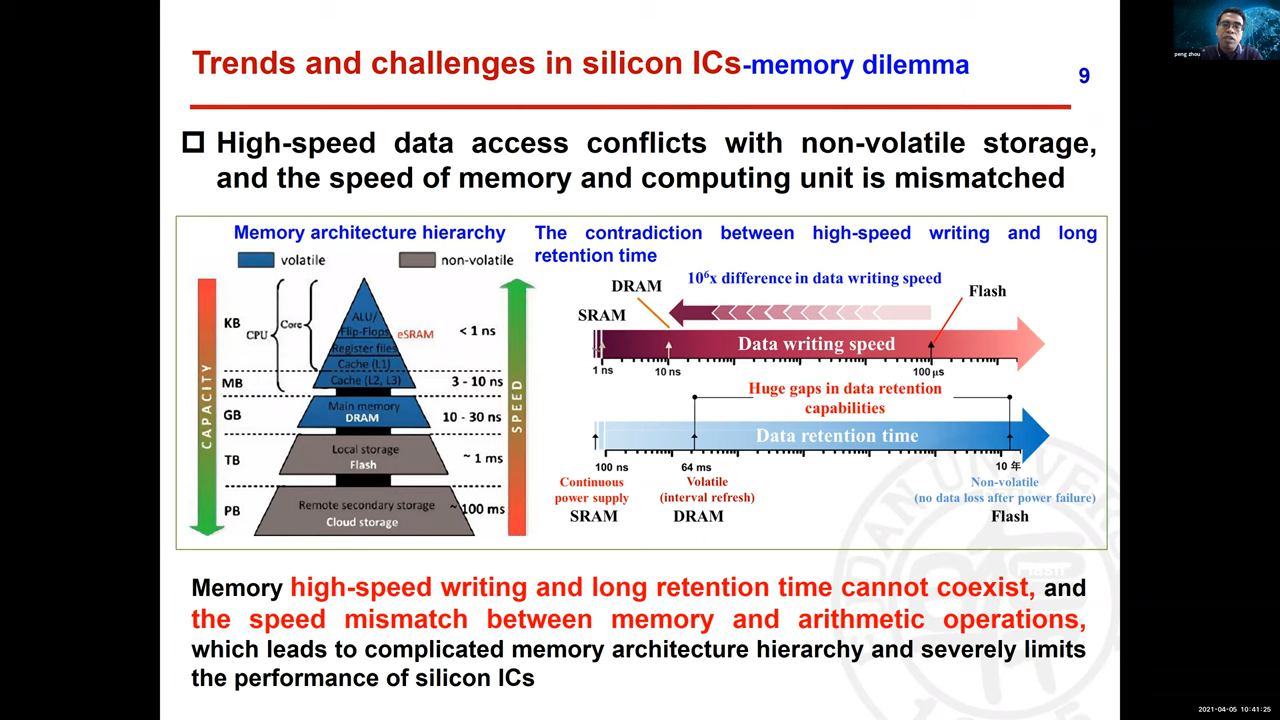 Trends and challenges in silicon ICs-memory dilemma
9
peng zhou
High-speed data access conflicts with non-volatile storage,
and the speed of memory and computing unit is mismatched
Memory architecture hierarchy
volatile
non-volatile
CAPACITY
KB
MB
GB
TB
PB
CPU
Core
ALU/
Flip-Flops
eSRAM
Register files
Cache (L1)
Cache (L2, L3)
Main memory
DRAM
Local storage
Flash
Remote secondary storage
Cloud storage
< 1 ns
3 - 10 ns
10 - 30 ns
~ 1 ms
~ 100 ms
SPEED
The contradiction between high-speed writing and long
retention time
10⁶x difference in data writing speed
DRAM
Flash
SRAM
Data writing speed
1 ns
10 ns
100 μs
Huge gaps in data retention
capabilities
Data retention time
100 ns
64 ms
10 年
Continuous
power supply
SRAM
Volatile
(interval refresh)
DRAM
Non-volatile
(no data loss after power failure)
Flash
Memory high-speed writing and long retention time cannot coexist, and
the speed mismatch between memory and arithmetic operations,
which leads to complicated memory architecture hierarchy and severely limits
the performance of silicon ICs
2021-04-05 10:41:25